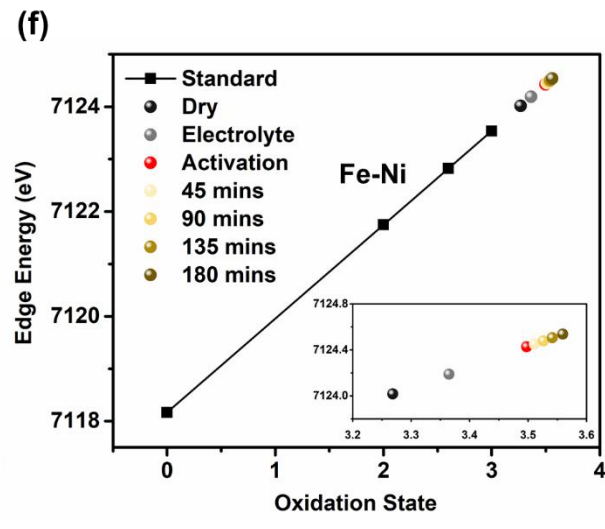 (f)
Standard
Dry
Electrolyte
Activation
45 mins
90 mins
135 mins
180 mins
Fe-Ni
Edge Energy (eV)
7124
7122
7120
7118
0
1
2
3
4
Oxidation State
7124.8
7124.4
7124.0
3.2
3.3
3.4
3.5
3.6